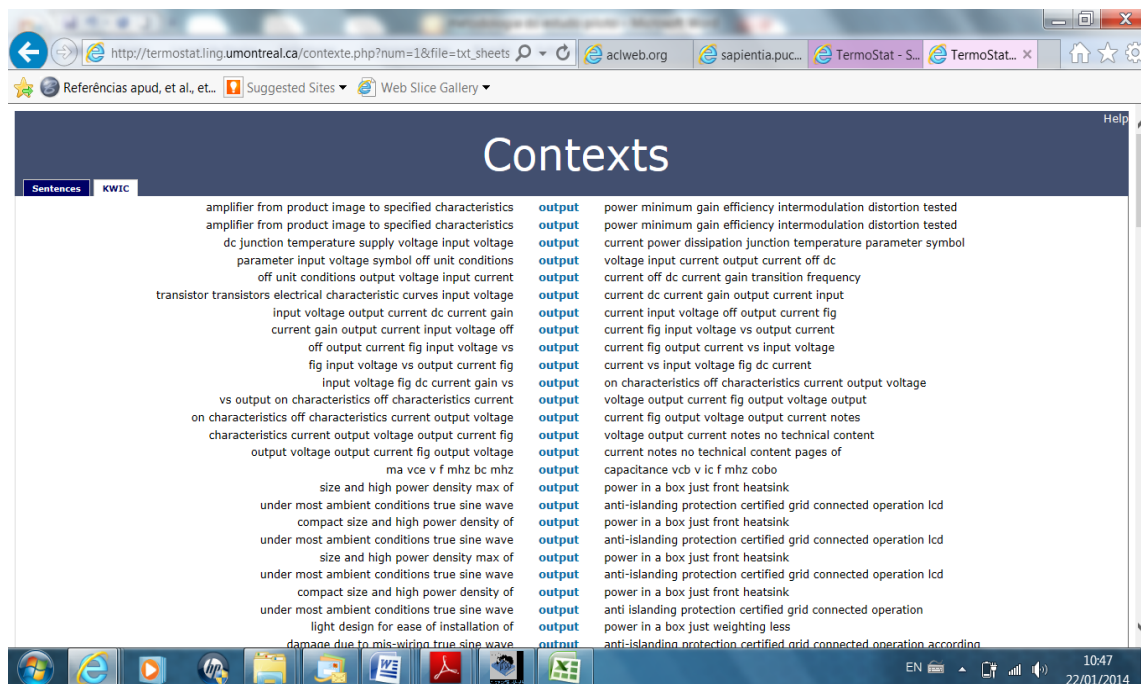 http://termostat.ling.umontreal.ca/contexte.php?num=1&file=txt_sheets
aclweb.org
sapientia.puc...
TermoStat - S...
TermoStat...
Referências apud, et al., et...
Suggested Sites
Web Slice Gallery
Help
Contexts
Sentences KWIC
amplifier from product image to specified characteristics output power minimum gain efficiency intermodulation distortion tested
amplifier from product image to specified characteristics output power minimum gain efficiency intermodulation distortion tested
dc junction temperature supply voltage input voltage output current power dissipation junction temperature parameter symbol
parameter input voltage symbol off unit conditions output voltage input current output current off dc
off unit conditions output voltage input current output current off dc current gain transition frequency
transistor transistors electrical characteristic curves input voltage output current dc current gain output current input
input voltage output current dc current gain output current input voltage off output current fig
current gain output current input voltage off output current fig input voltage vs output current
off output current fig input voltage vs output current fig output current vs input voltage
fig input voltage vs output current fig output current vs input voltage fig dc current
input voltage fig dc current gain vs output on characteristics off characteristics current output voltage
vs output on characteristics off characteristics current output voltage output current fig output voltage output
on characteristics off characteristics current output voltage output current fig output voltage output current notes
characteristics current output voltage output current fig output voltage output current notes no technical content
output voltage output current fig output voltage output current notes no technical content pages of
ma vce v f mhz bc mhz output capacitance vcb v ic f mhz cobo
size and high power density max of output power in a box just front heatsink
under most ambient conditions true sine wave output anti-islanding protection certified grid connected operation lcd
compact size and high power density of output power in a box just front heatsink
under most ambient conditions true sine wave output anti-islanding protection certified grid connected operation lcd
size and high power density max of output power in a box just front heatsink
under most ambient conditions true sine wave output anti-islanding protection certified grid connected operation lcd
compact size and high power density of output power in a box just front heatsink
under most ambient conditions true sine wave output anti islanding protection certified grid connected operation
light design for ease of installation of output power in a box just weighting less
damage due to mis-wiring true sine wave output anti-islanding protection certified grid connected operation according
EN
10:47
22/01/2014